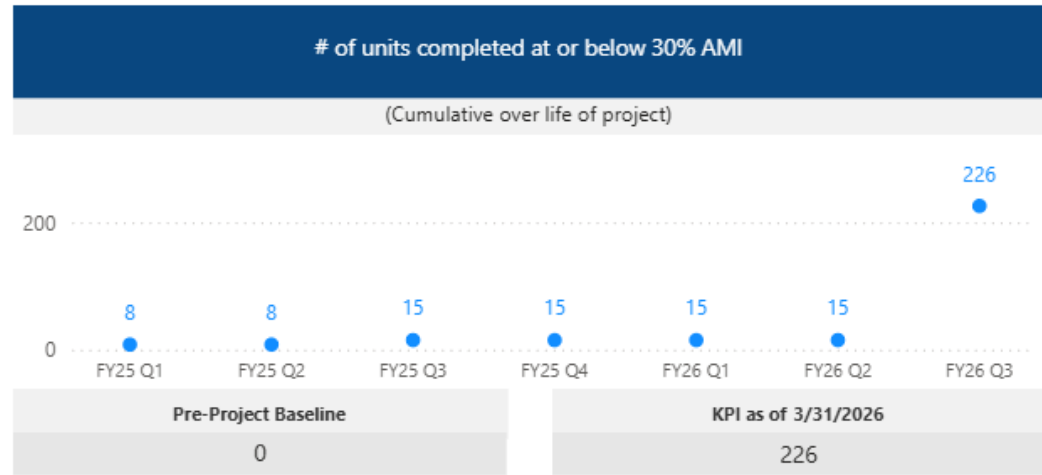 # of units completed at or below 30% AMI
(Cumulative over life of project)
226
200
8 8 15 15 15 15
0
FY25 Q1 FY25 Q2 FY25 Q3 FY25 Q4 FY26 Q1 FY26 Q2 FY26 Q3
Pre-Project Baseline KPI as of 3/31/2026
0 226